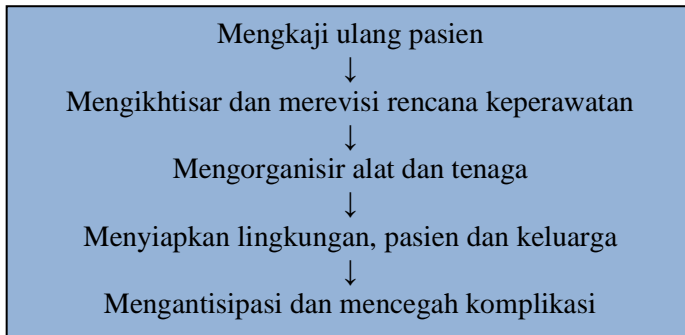 Mengkaji ulang pasien
↓
Mengikhtisar dan merevisi rencana keperawatan
↓
Mengorganisir alat dan tenaga
↓
Menyiapkan lingkungan, pasien dan keluarga
↓
Mengantisipasi dan mencegah komplikasi